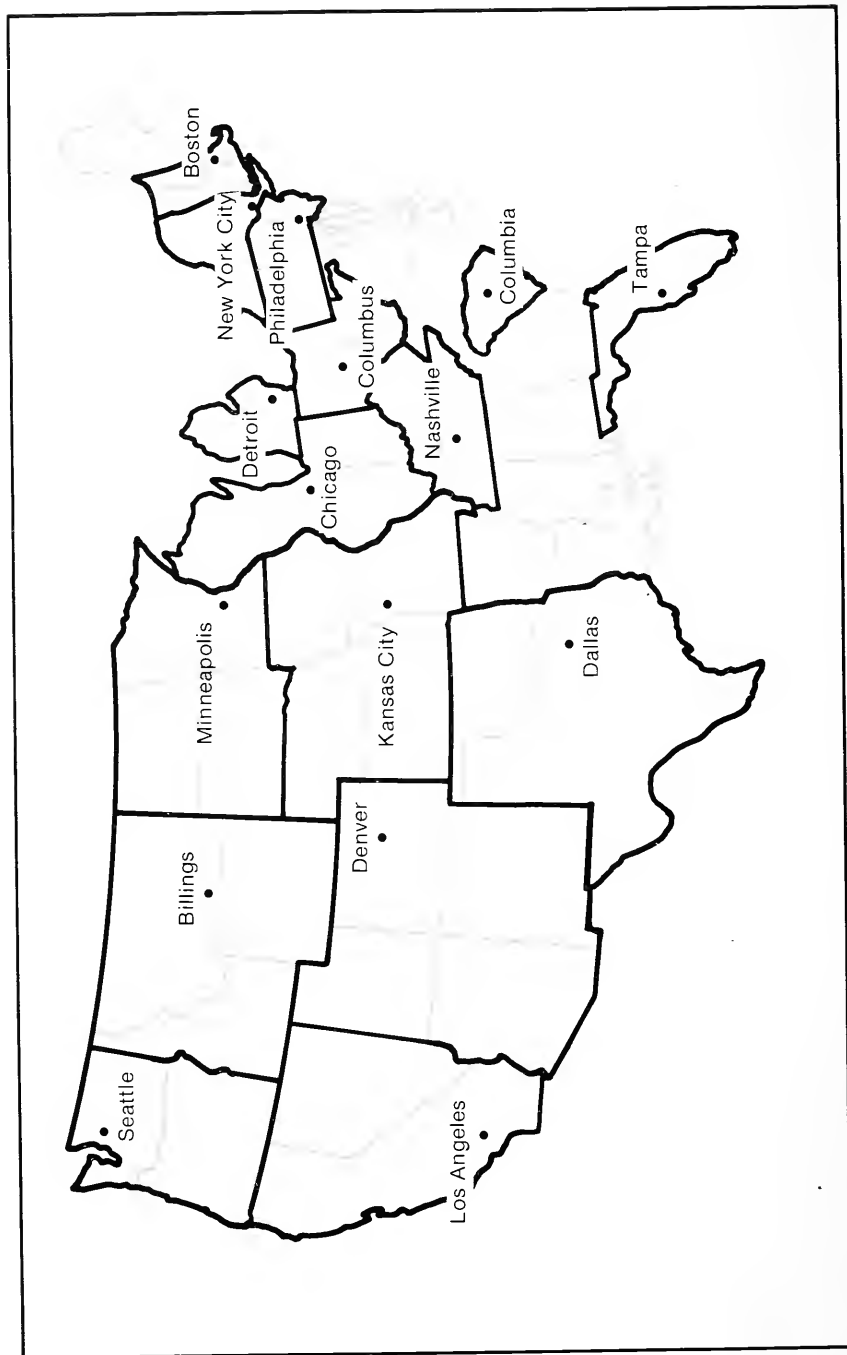 Seattle
Billings
Minneapolis
Detroit
New York City
Boston
Philadelphia
Chicago
Columbus
Denver
Kansas City
Nashville
Columbia
Los Angeles
Dallas
Tampa